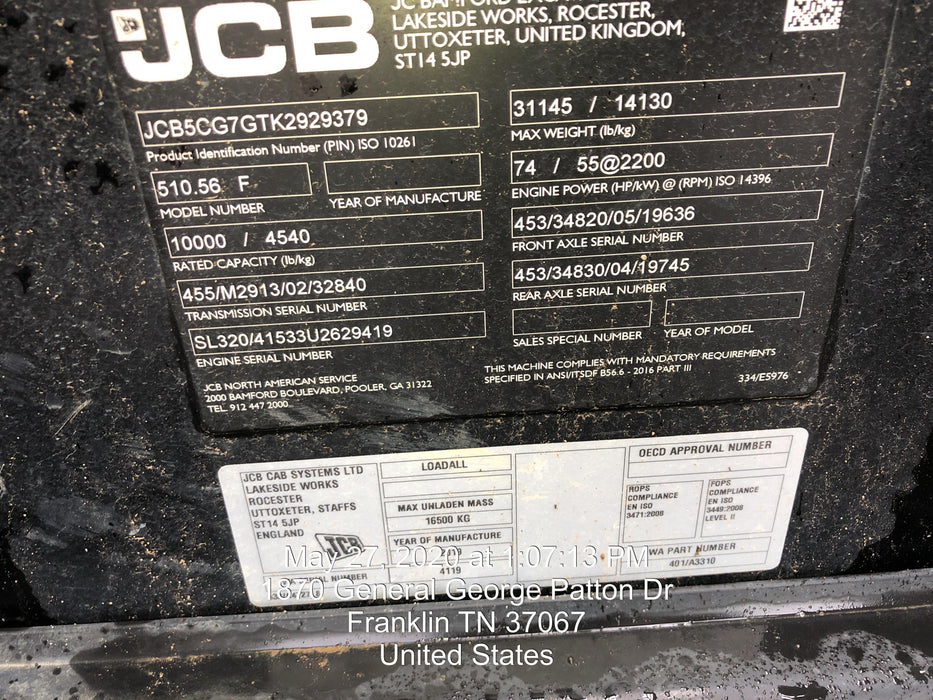 JCB
LAKESIDE WORKS, ROCESTER,
UTTOXETER, UNITED KINGDOM,
ST14 5JP
JCB5CG7GTK2929379
Product Identification Number (PIN) ISO 10261
510.56 F
MODEL NUMBER
YEAR OF MANUFACTURE
10000 / 4540
RATED CAPACITY (lb/kg)
455/M2913/02/32840
TRANSMISSION SERIAL NUMBER
SL320/41533U2629419
ENGINE SERIAL NUMBER
JCB NORTH AMERICAN SERVICE
2000 BAMFORD BOULEVARD, POOLER, GA 31322
TEL. 912 447 2000
31145 / 14130
MAX WEIGHT (lb/kg)
74 / 55@2200
ENGINE POWER (HP/kW) @ (RPM) ISO 14396
453/34820/05/19636
FRONT AXLE SERIAL NUMBER
453/34830/04/19745
REAR AXLE SERIAL NUMBER
SALES SPECIAL NUMBER
YEAR OF MODEL
THIS MACHINE COMPLIES WITH MANDATORY REQUIREMENTS
SPECIFIED IN ANSI/ITSDF B56.6 - 2016 PART III
334/E5976
JCB CAB SYSTEMS LTD
LAKESIDE WORKS
ROCESTER
UTTOXETER, STAFFS
ST14 5JP
ENGLAND
JCB
NUMBER
LOADALL
MAX UNLADEN MASS
16500 KG
YEAR OF MANUFACTURE
2019
4119
OECD APPROVAL NUMBER
ROPS
COMPLIANCE
EN ISO
3471:2008
FOPS
COMPLIANCE
EN ISO
3449:2008
LEVEL II
PART NUMBER
401/A3310
May 27, 2020 at 1:07:13 PM
1870 General George Patton Dr
Franklin TN 37067
United States